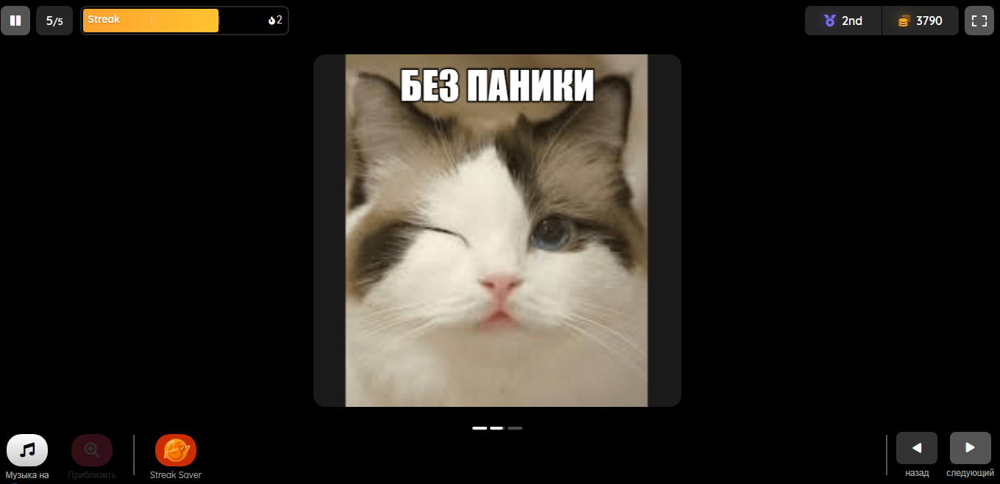 5/5
Streak
2
2nd
3790
БЕЗ ПАНИКИ
Музыка на
Приблизить
Streak Saver
назад
следующий